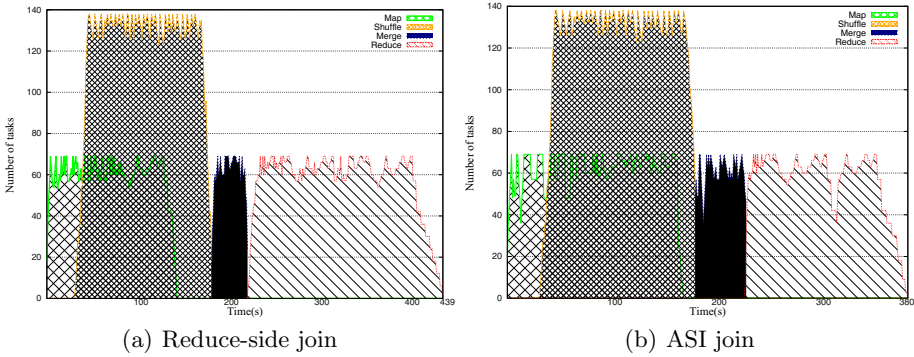 140
120
100
80
60
40
20
0
Number of tasks
Map
Shuffle
Merge
Reduce
100
200
300
400
439
Time(s)
(a) Reduce-side join
140
120
100
80
60
40
20
0
Number of tasks
Map
Shuffle
Merge
Reduce
100
200
300
380
Time(s)
(b) ASI join